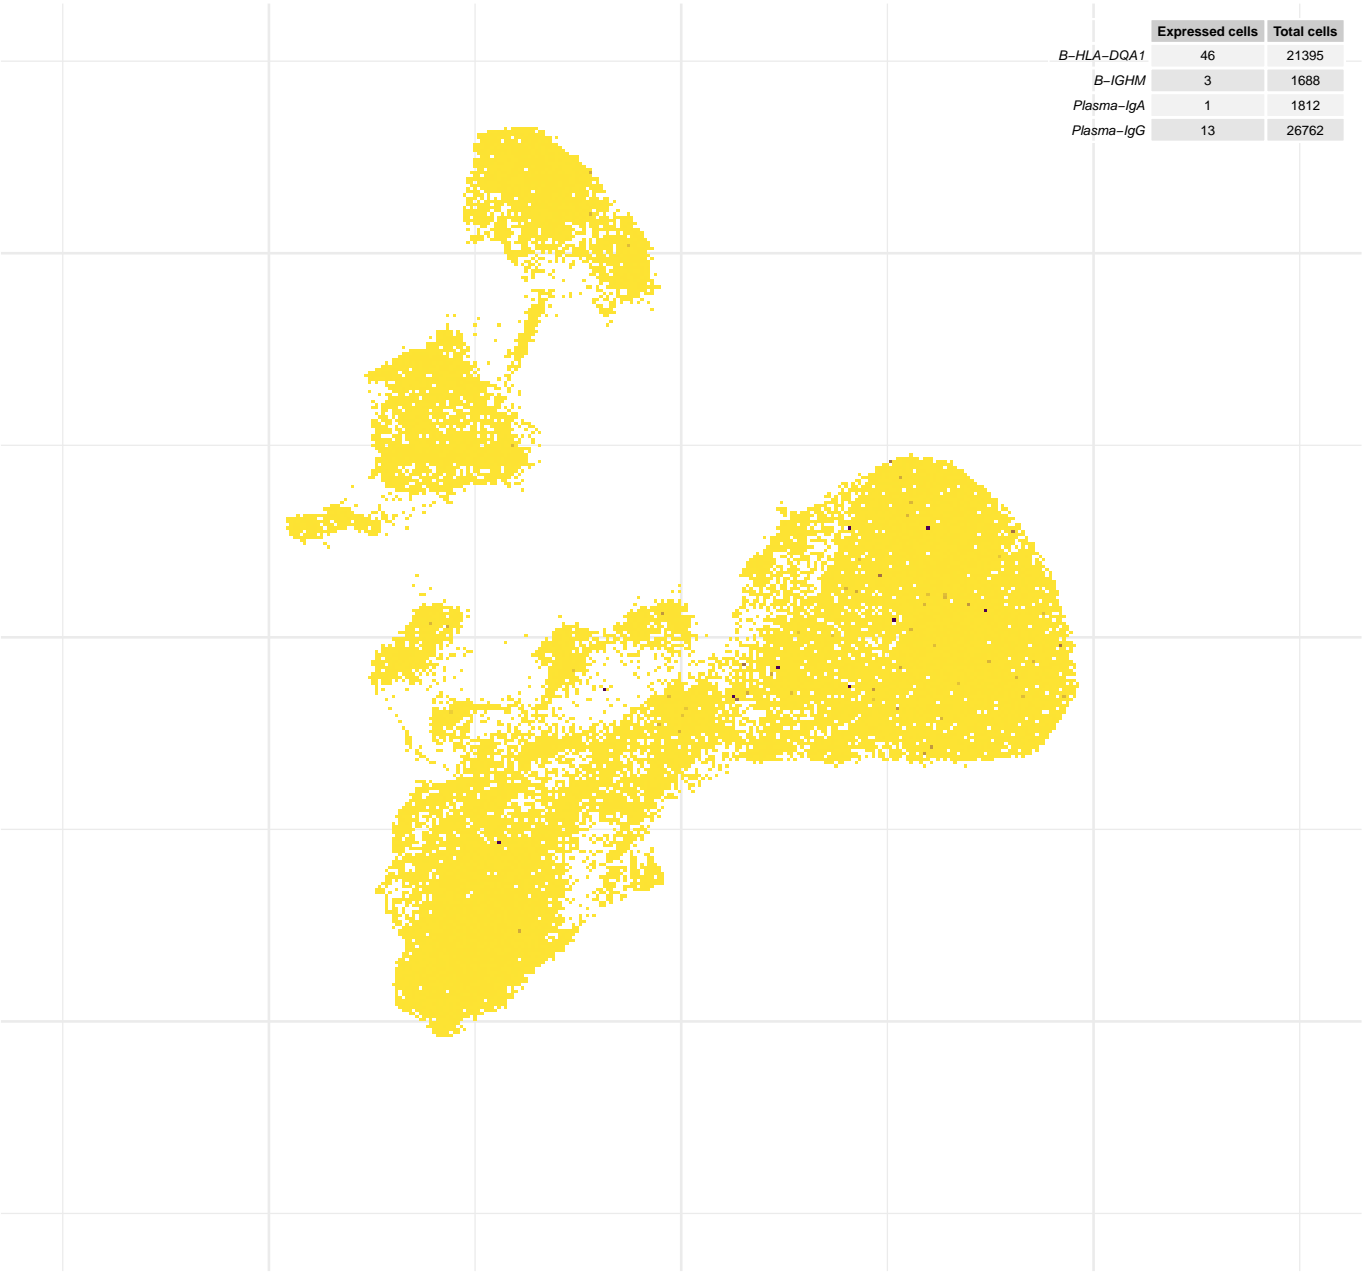 Expressed cells Total cells
B−HLA−DQA1 46 21395
B−IGHM 3 1688
Plasma−IgA 1 1812
Plasma−IgG 13 26762